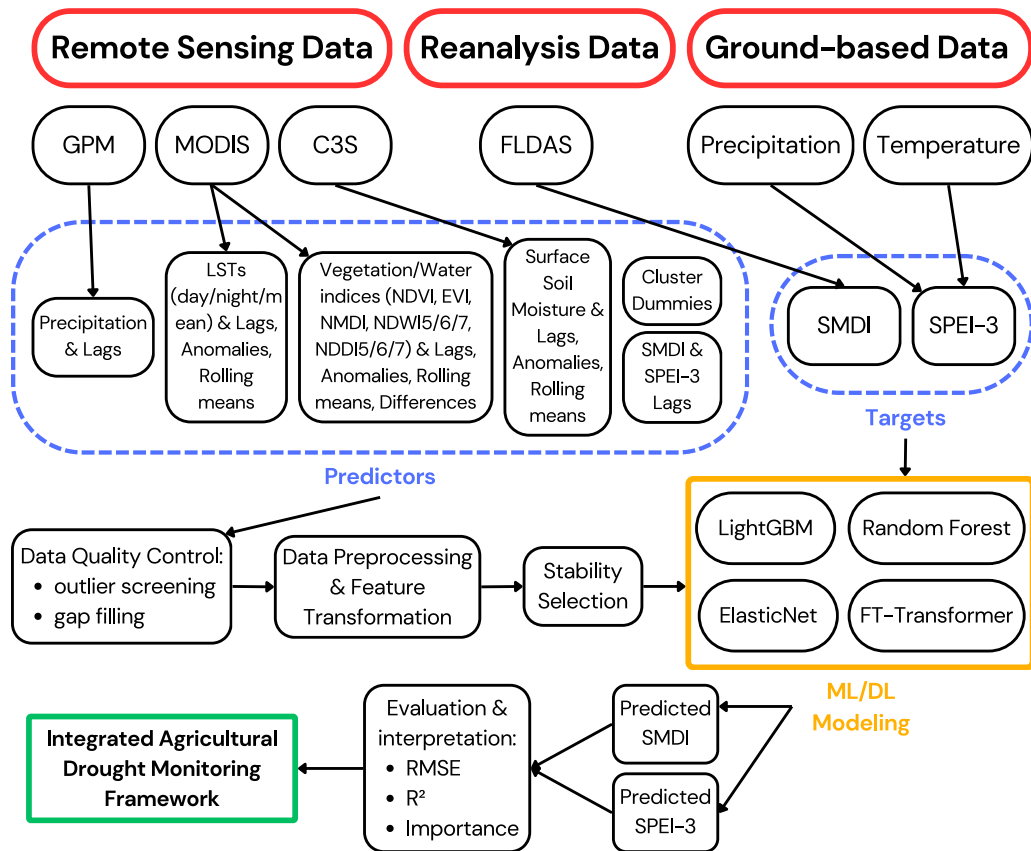 Remote Sensing Data
Reanalysis Data
Ground-based Data
GPM
MODIS
C3S
FLDAS
Precipitation
Temperature
Precipitation
& Lags
LSTs
(day/night/m
ean) & Lags,
Anomalies,
Rolling
means
Vegetation/Water
indices (NDVI, EVI,
NMDI, NDWI5/6/7,
NDDI5/6/7) & Lags,
Anomalies, Rolling
means, Differences
Surface
Soil
Moisture &
Lags,
Anomalies,
Rolling
means
Cluster
Dummies
SMDI &
SPEI-3
Lags
SMDI
SPEI-3
Predictors
Targets
Data Quality Control:
• outlier screening
• gap filling
Data Preprocessing
& Feature
Transformation
Stability
Selection
LightGBM
Random Forest
ElasticNet
FT-Transformer
ML/DL
Modeling
Predicted
SMDI
Predicted
SPEI-3
Evaluation &
interpretation:
• RMSE
• R²
• Importance
Integrated Agricultural
Drought Monitoring
Framework